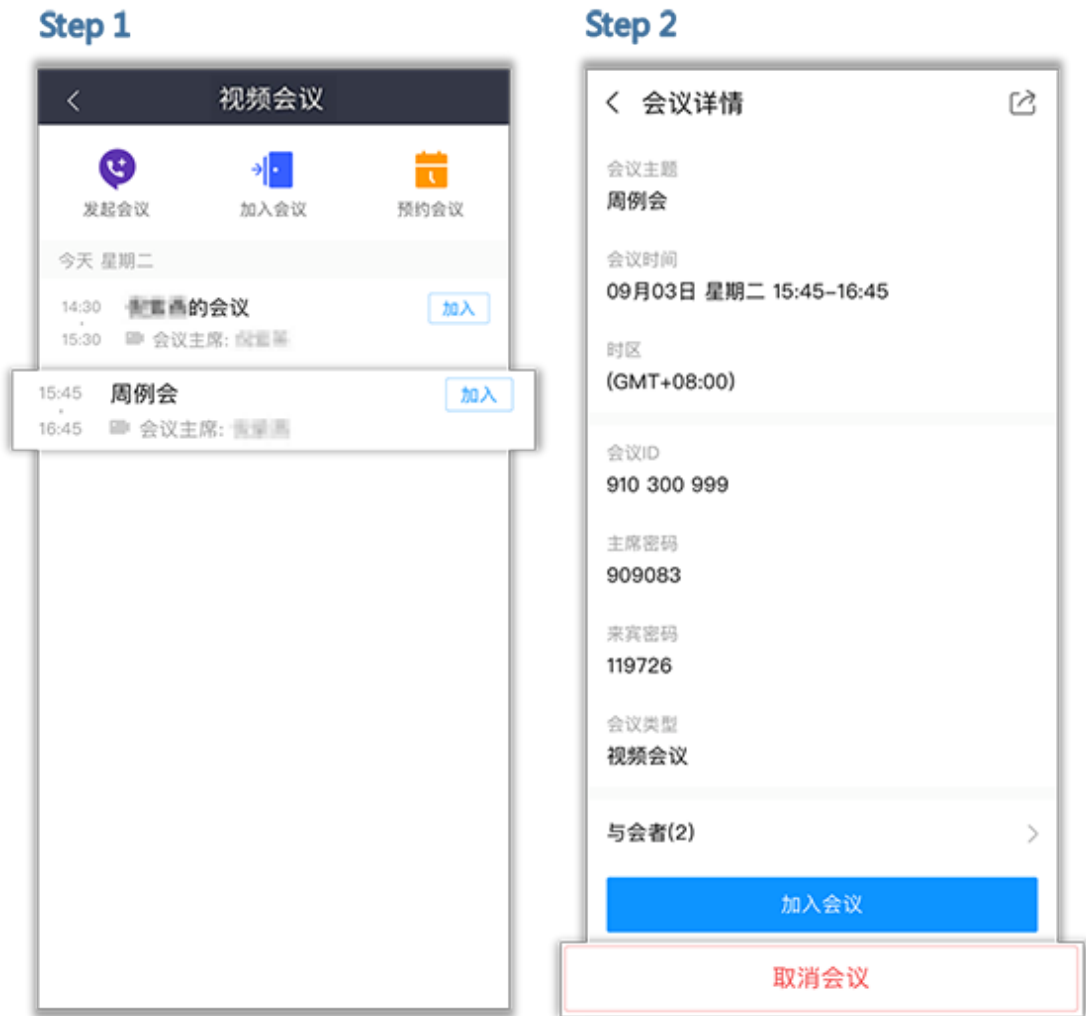 Step 1
视频会议
发起会议
加入会议
预约会议
今天 星期二
14:30
的会议
加入
15:30
会议主席:
15:45
周例会
加入
16:45
会议主席:
Step 2
会议详情
会议主题
周例会
会议时间
09月03日 星期二 15:45-16:45
时区
(GMT+08:00)
会议ID
910 300 999
主席密码
909083
来宾密码
119726
会议类型
视频会议
与会者(2)
加入会议
取消会议